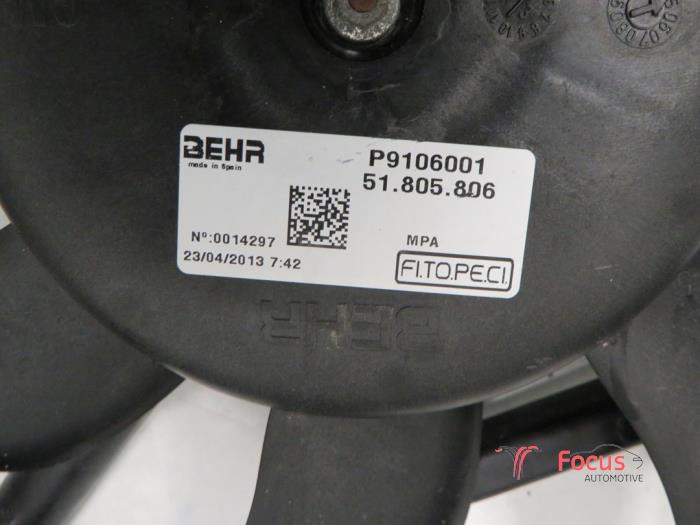 BEHR
made in Spain
P9106001
51.805.806
Nº:0014297
23/04/2013 7:42
MPA
FI.TO.PE.CI.
BEHR
Focus
AUTOMOTIVE